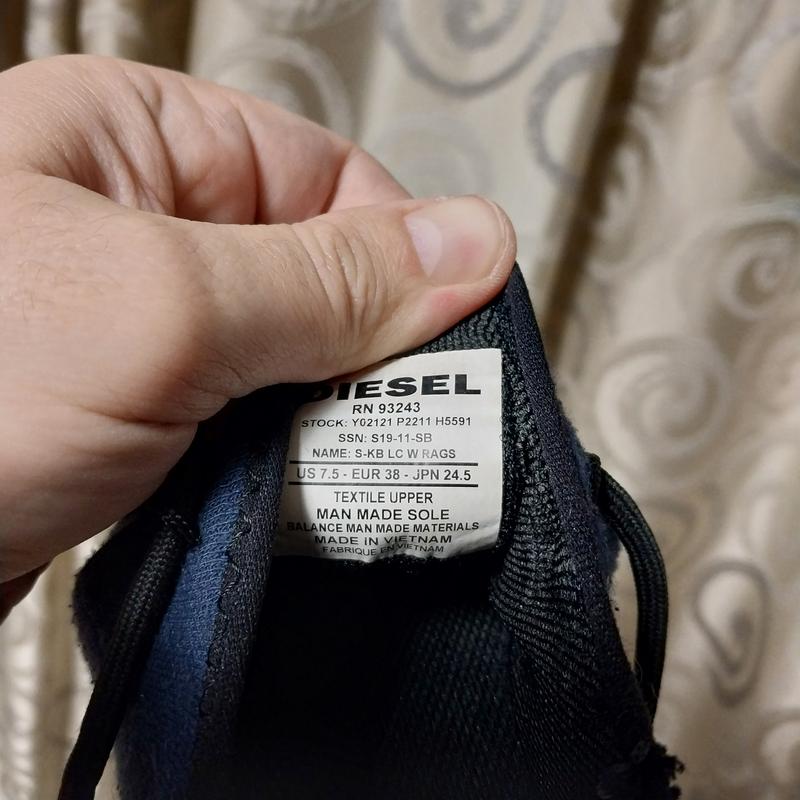 DIESEL
RN 93243
STOCK: Y02121 P2211 H5591
SSN: S19-11-SB
NAME: S-KB LC W RAGS
US 7.5 - EUR 38 - JPN 24.5
TEXTILE UPPER
MAN MADE SOLE
BALANCE MAN MADE MATERIALS
MADE IN VIETNAM
FABRIQUE EN VIETNAM